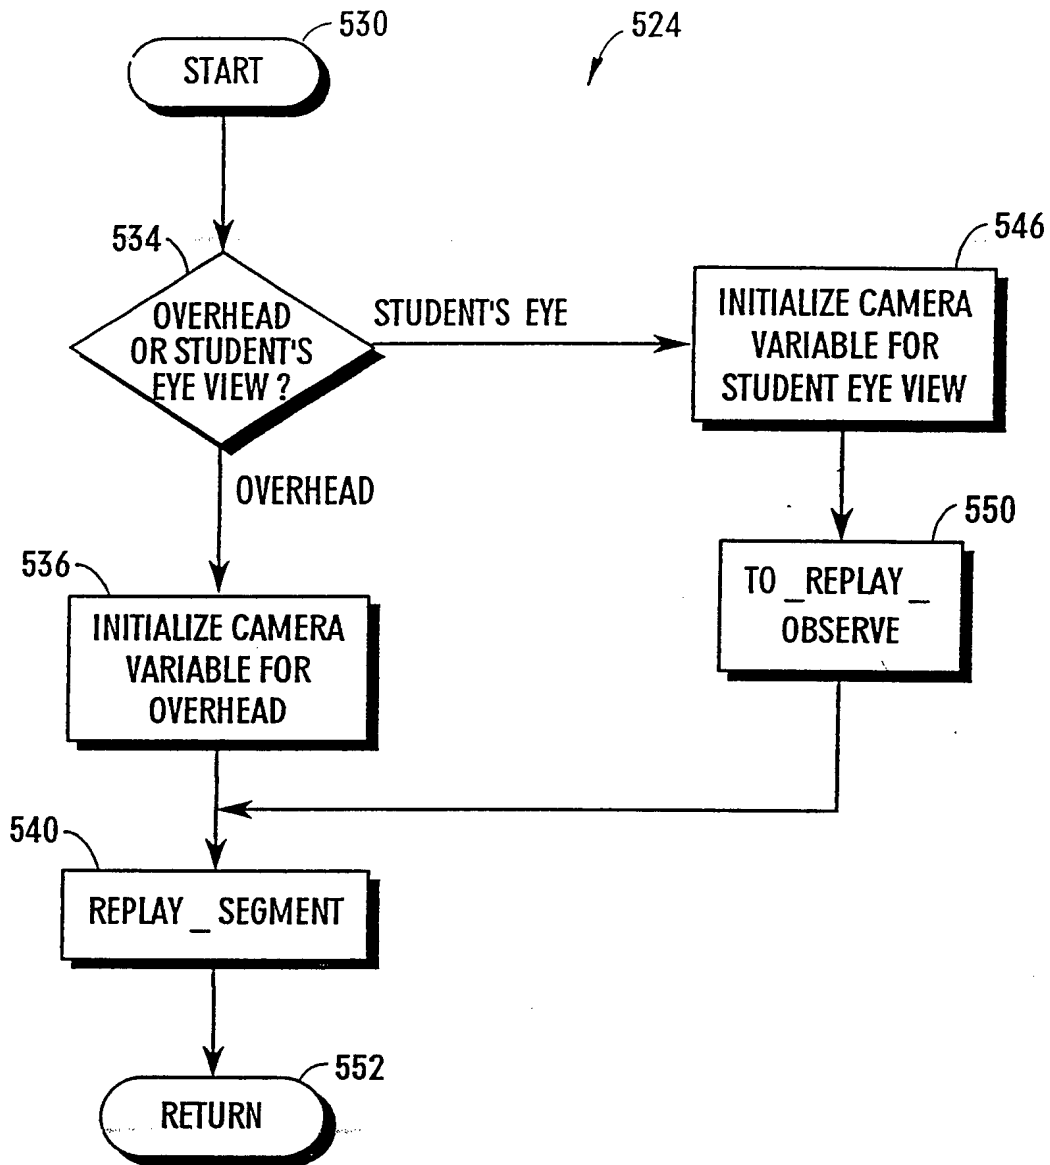 530
START
524
534
OVERHEAD
OR STUDENT'S
EYE VIEW ?
STUDENT'S EYE
546
INITIALIZE CAMERA
VARIABLE FOR
STUDENT EYE VIEW
OVERHEAD
550
TO _REPLAY _
OBSERVE
536
INITIALIZE CAMERA
VARIABLE FOR
OVERHEAD
540
REPLAY _ SEGMENT
552
RETURN